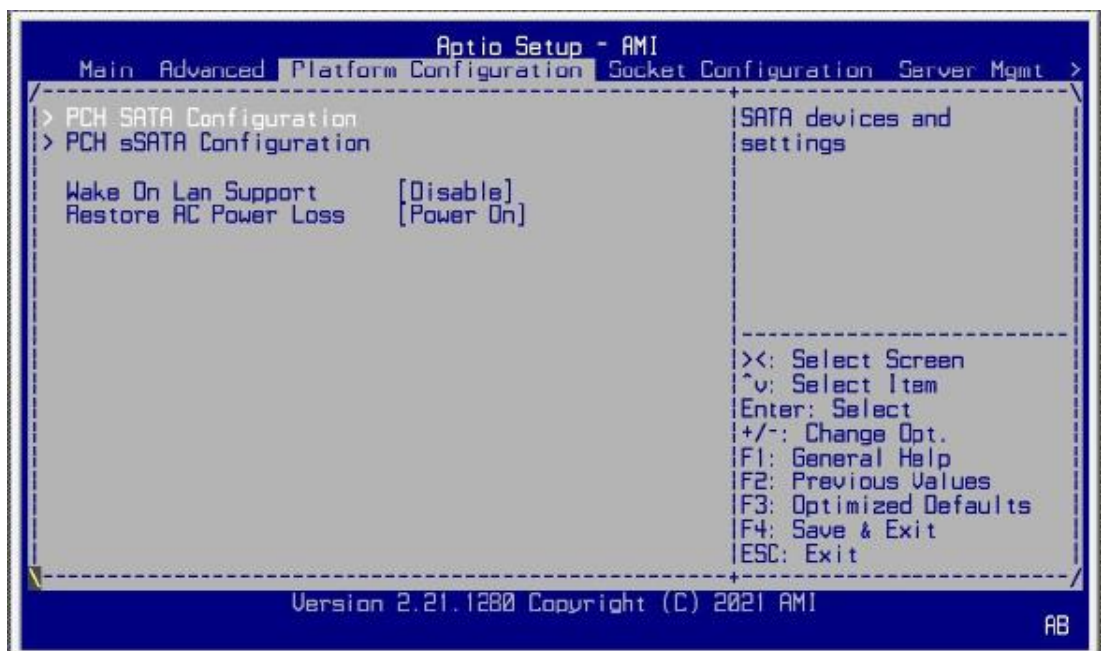 Aptio Setup - AMI
Main Advanced Platform Configuration Socket Configuration Server Mgmt >
> PCH SATA Configuration
> PCH sSATA Configuration
Wake On Lan Support [Disable]
Restore AC Power Loss [Power On]
SATA devices and
settings
><: Select Screen
^v: Select Item
Enter: Select
+/-: Change Opt.
F1: General Help
F2: Previous Values
F3: Optimized Defaults
F4: Save & Exit
ESC: Exit
Version 2.21.1280 Copyright (C) 2021 AMI
AB